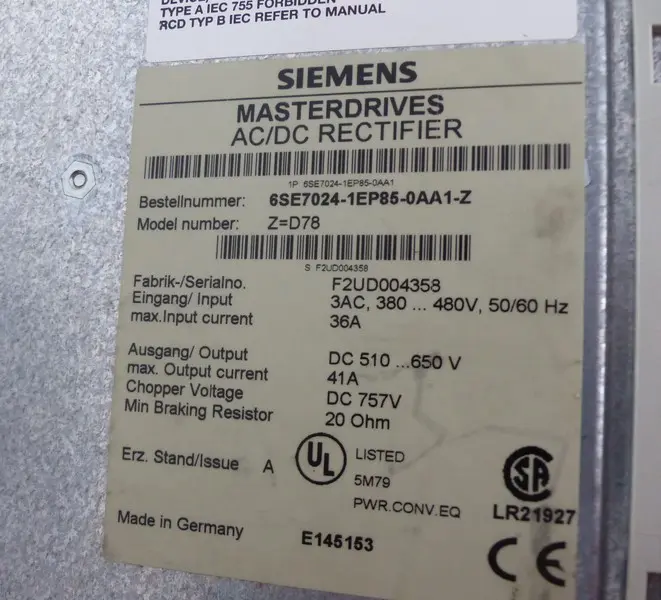 TYPE A IEC 755 FORBIDDEN
RCD TYP B IEC REFER TO MANUAL
SIEMENS
MASTERDRIVES
AC/DC RECTIFIER
1P 6SE7024-1EP85-0AA1
Bestellnummer: 6SE7024-1EP85-0AA1-Z
Model number: Z=D78
S F2UD004358
Fabrik-/Serialno. F2UD004358
Eingang/ Input 3AC, 380 ... 480V, 50/60 Hz
max.Input current 36A
Ausgang/ Output DC 510 ...650 V
max. Output current 41A
Chopper Voltage DC 757V
Min Braking Resistor 20 Ohm
Erz. Stand/Issue A
UL LISTED
5M79
PWR.CONV.EQ
SA
LR21927
Made in Germany E145153
CE